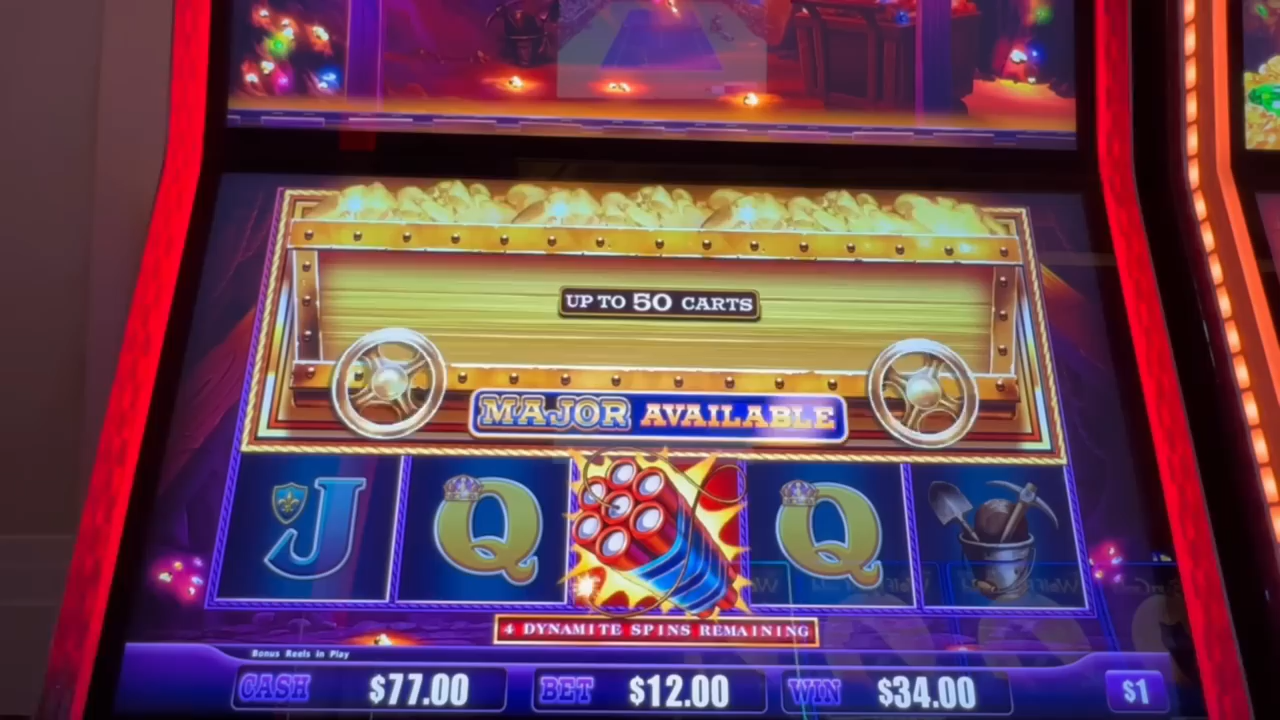 UP TO 50 CARTS
MAJOR AVAILABLE
J Q Q
4 DYNAMITE SPINS REMAINING
Bonus Reels in Play
CASH $77.00 BET $12.00 WIN $34.00 $1